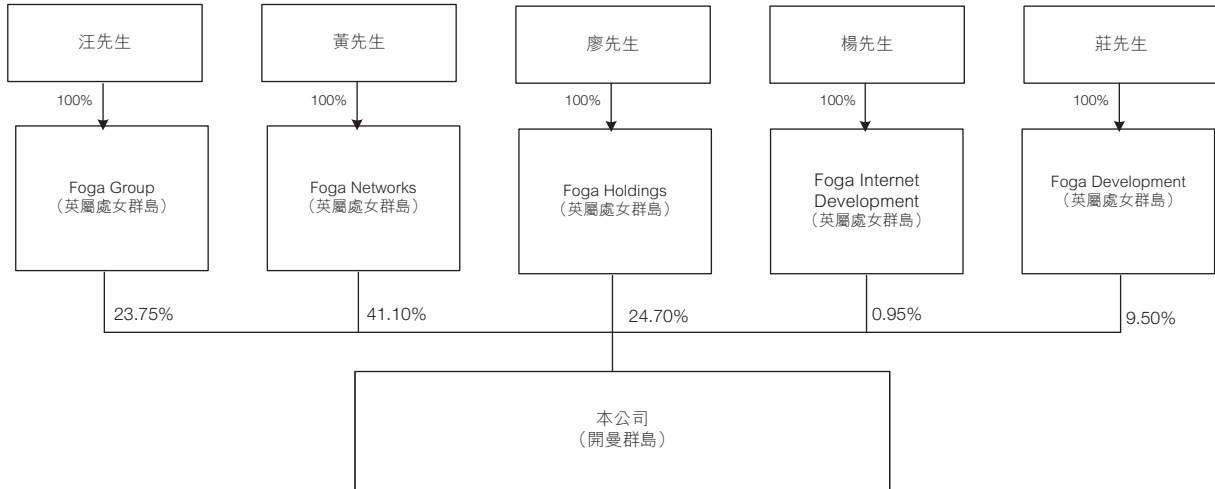 汪先生
黃先生
廖先生
楊先生
莊先生
100%
100%
100%
100%
100%
Foga Group
（英屬處女群島）
Foga Networks
（英屬處女群島）
Foga Holdings
（英屬處女群島）
Foga Internet
Development
（英屬處女群島）
Foga Development
（英屬處女群島）
23.75%
41.10%
24.70%
0.95%
9.50%
本公司
（開曼群島）